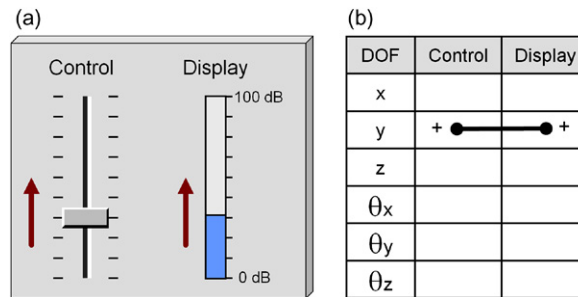 (a)
Control Display
100 dB
0 dB
(b)
DOF Control Display
x
y + +
z
θx
θy
θz